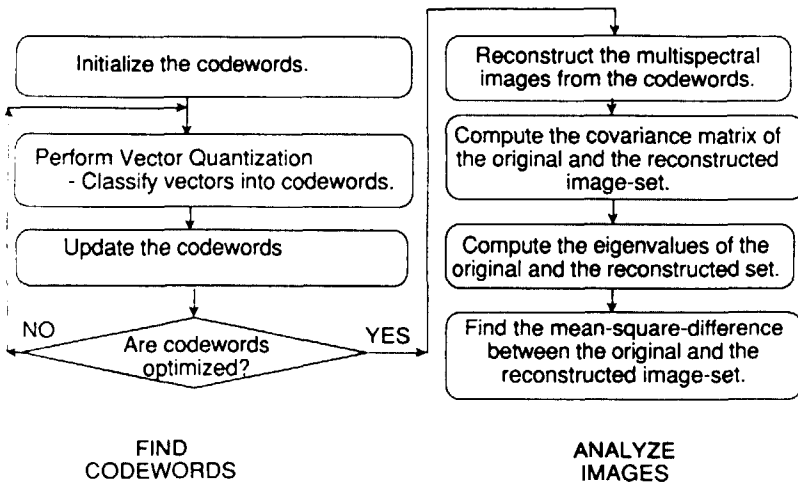 Initialize the codewords.
Perform Vector Quantization
- Classify vectors into codewords.
Update the codewords
NO
Are codewords
optimized?
YES
FIND
CODEWORDS
Reconstruct the multispectral
images from the codewords.
Compute the covariance matrix of
the original and the reconstructed
image-set.
Compute the eigenvalues of the
original and the reconstructed set.
Find the mean-square-difference
between the original and the
reconstructed image-set.
ANALYZE
IMAGES